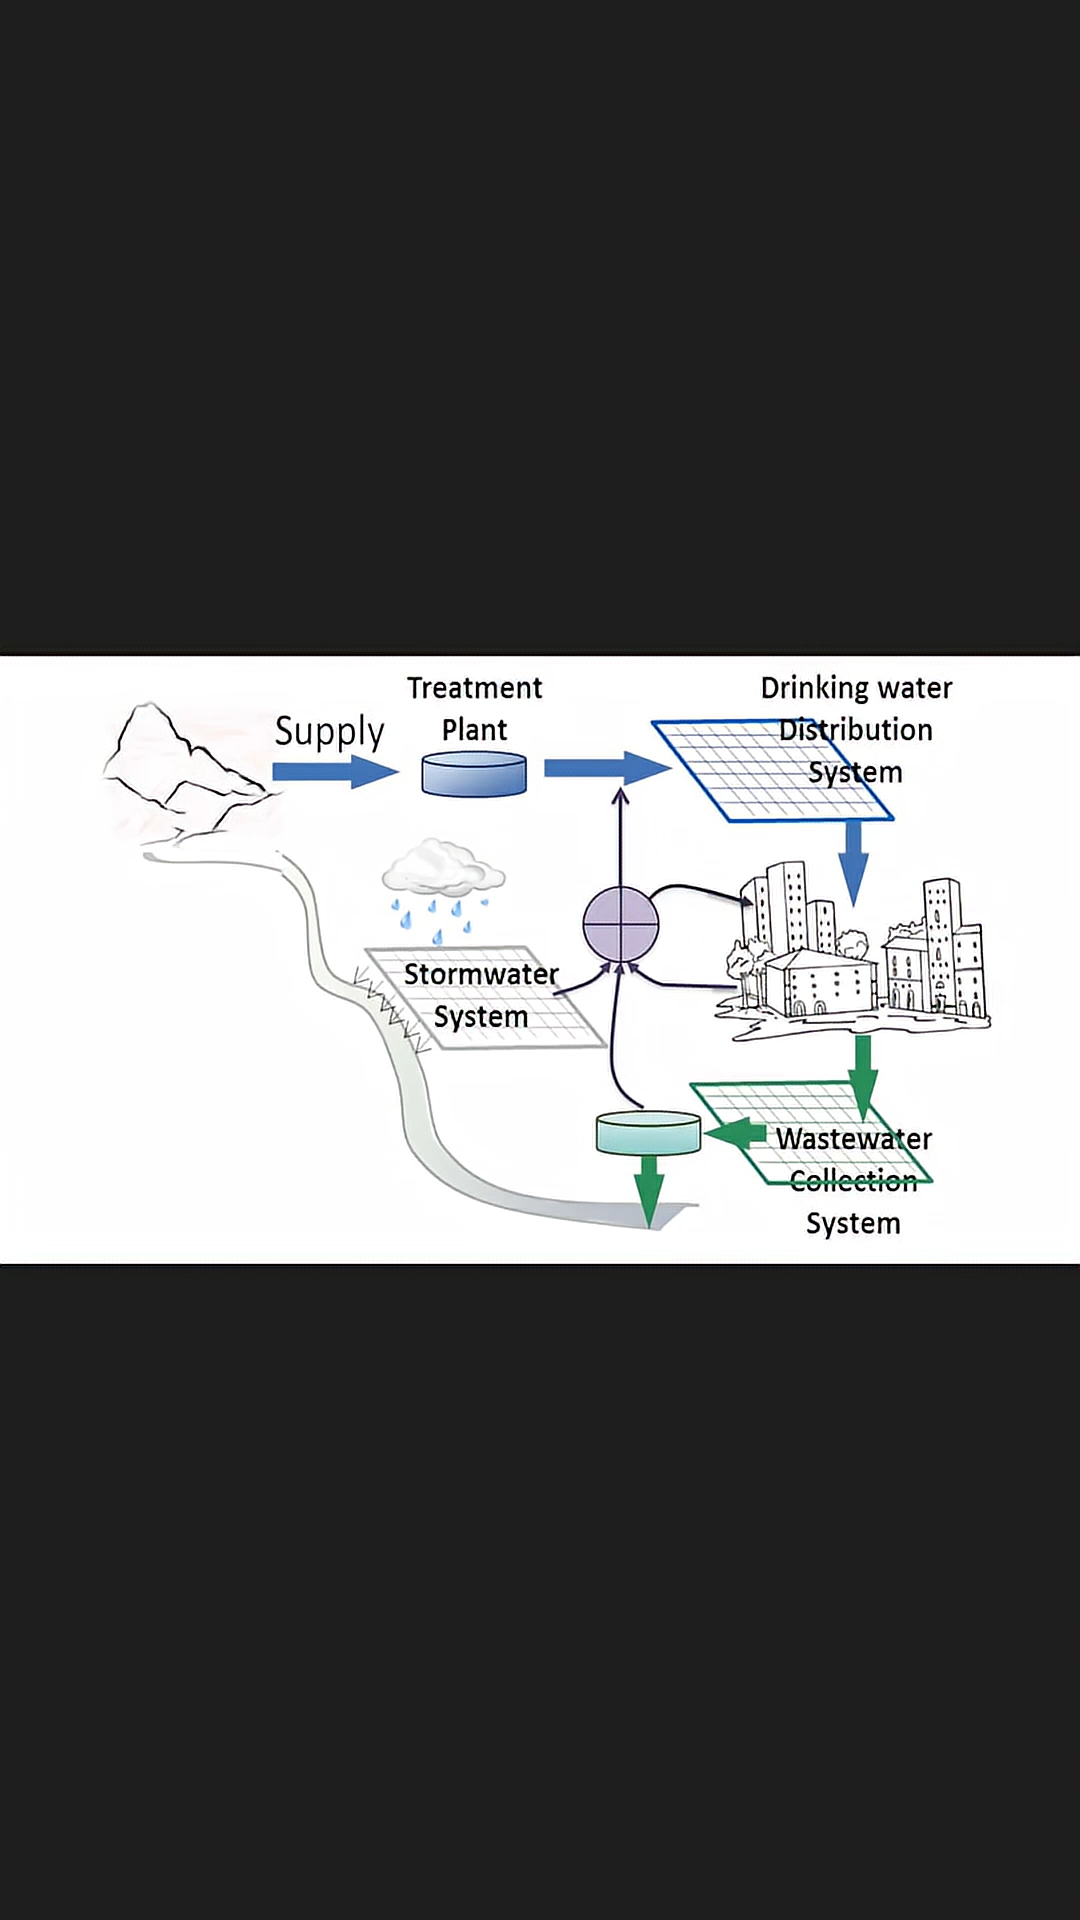 Supply
Treatment
Plant
Drinking water
Distribution
System
Stormwater
System
Wastewater
Collection
System